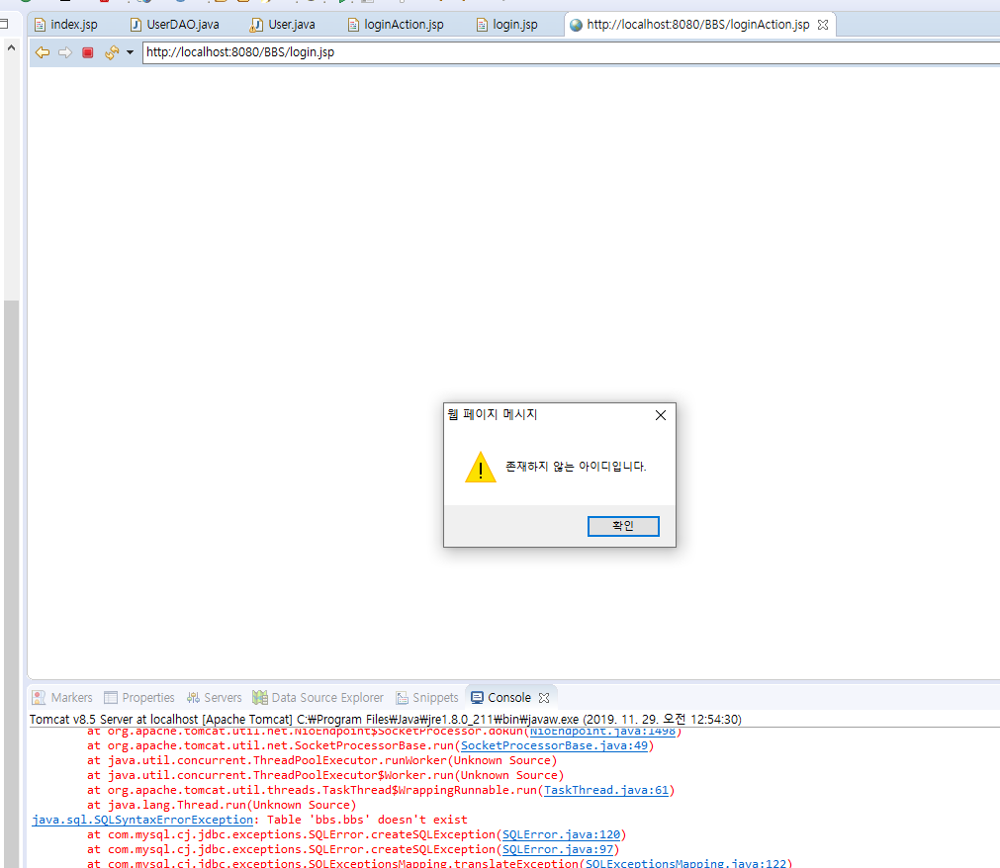 index.jsp UserDAO.java User.java loginAction.jsp login.jsp http://localhost:8080/BBS/loginAction.jsp
http://localhost:8080/BBS/login.jsp
웹 페이지 메시지
존재하지 않는 아이디입니다.
확인
Markers Properties Servers Data Source Explorer Snippets Console
Tomcat v8.5 Server at localhost [Apache Tomcat] C:₩Program Files₩Java₩jre1.8.0_211₩bin₩javaw.exe (2019. 11. 29. 오전 12:54:30)
at org.apache.tomcat.util.net.NioEndpoint$SocketProcessor.doRun(NioEndpoint.java:1498)
at org.apache.tomcat.util.net.SocketProcessorBase.run(SocketProcessorBase.java:49)
at java.util.concurrent.ThreadPoolExecutor.runWorker(Unknown Source)
at java.util.concurrent.ThreadPoolExecutor$Worker.run(Unknown Source)
at org.apache.tomcat.util.threads.TaskThread$WrappingRunnable.run(TaskThread.java:61)
at java.lang.Thread.run(Unknown Source)
java.sql.SQLSyntaxErrorException: Table 'bbs.bbs' doesn't exist
at com.mysql.cj.jdbc.exceptions.SQLError.createSQLException(SQLError.java:120)
at com.mysql.cj.jdbc.exceptions.SQLError.createSQLException(SQLError.java:97)
at com.mysql.cj.jdbc.exceptions.SQLExceptionsMapping.translateException(SQLExceptionsMapping.java:122)